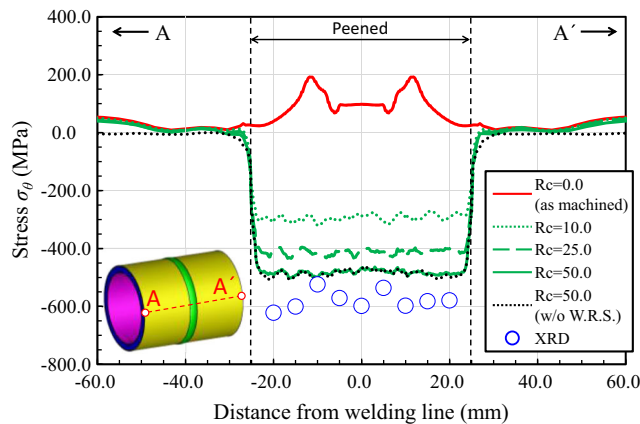 400.0
200.0
0.0
-200.0
-400.0
-600.0
-800.0
Stress σθ (MPa)
A
Peened
A´
Rc=0.0
(as machined)
Rc=10.0
Rc=25.0
Rc=50.0
Rc=50.0
(w/o W.R.S.)
XRD
A
A´
-60.0 -40.0 -20.0 0.0 20.0 40.0 60.0
Distance from welding line (mm)